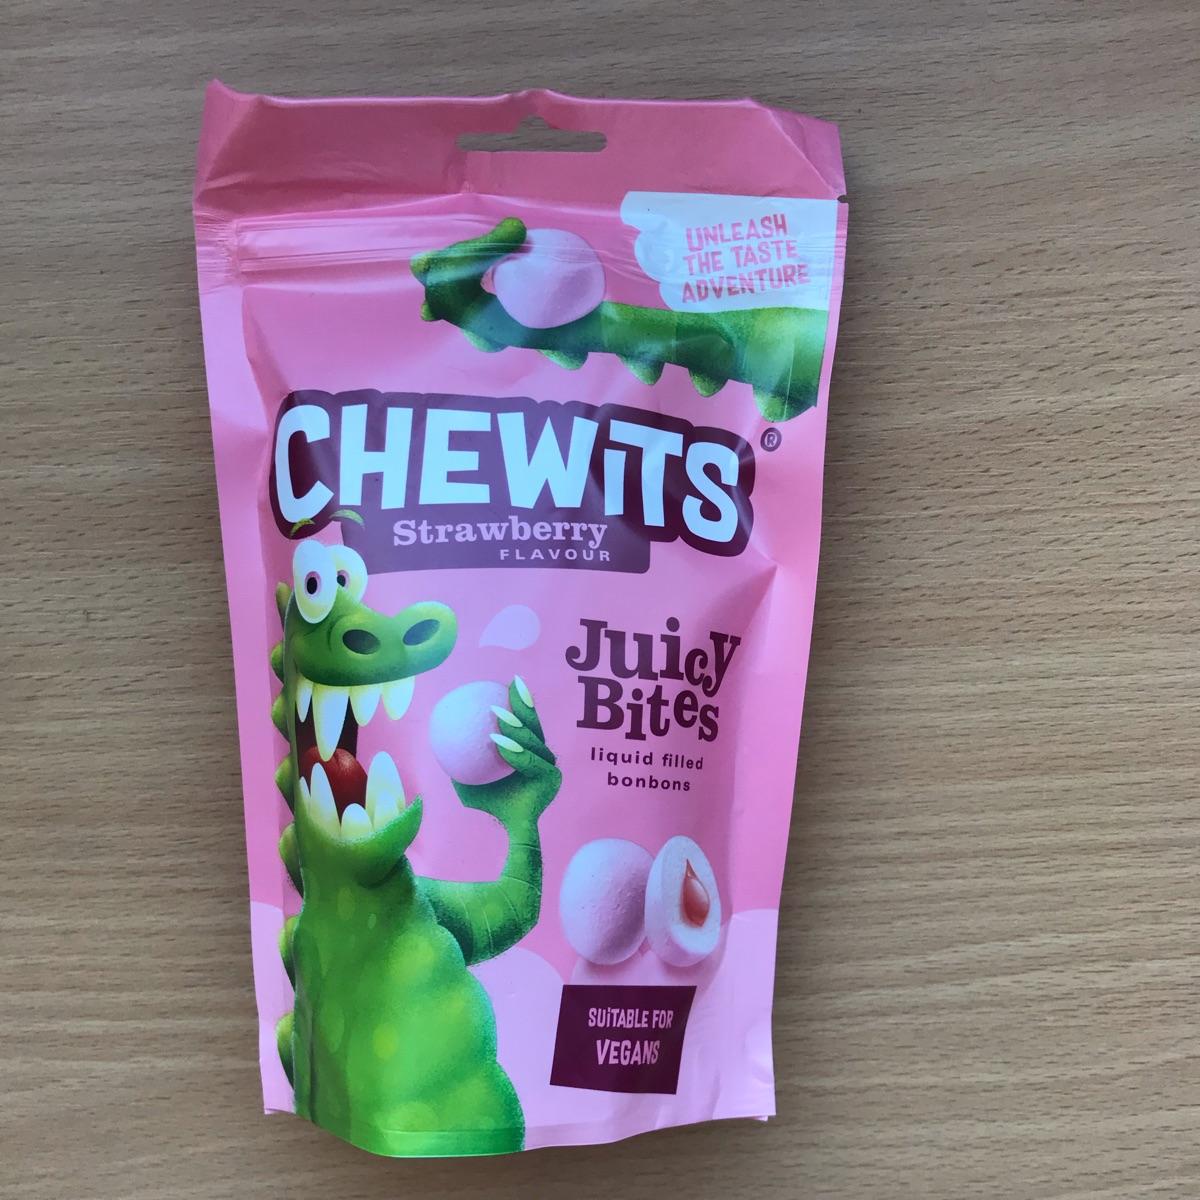 UNLEASH
THE TASTE
ADVENTURE
CHEWiTS®
Strawberry
FLAVOUR
Juicy
Bites
liquid filled
bonbons
SUiTABLE FOR
VEGANS